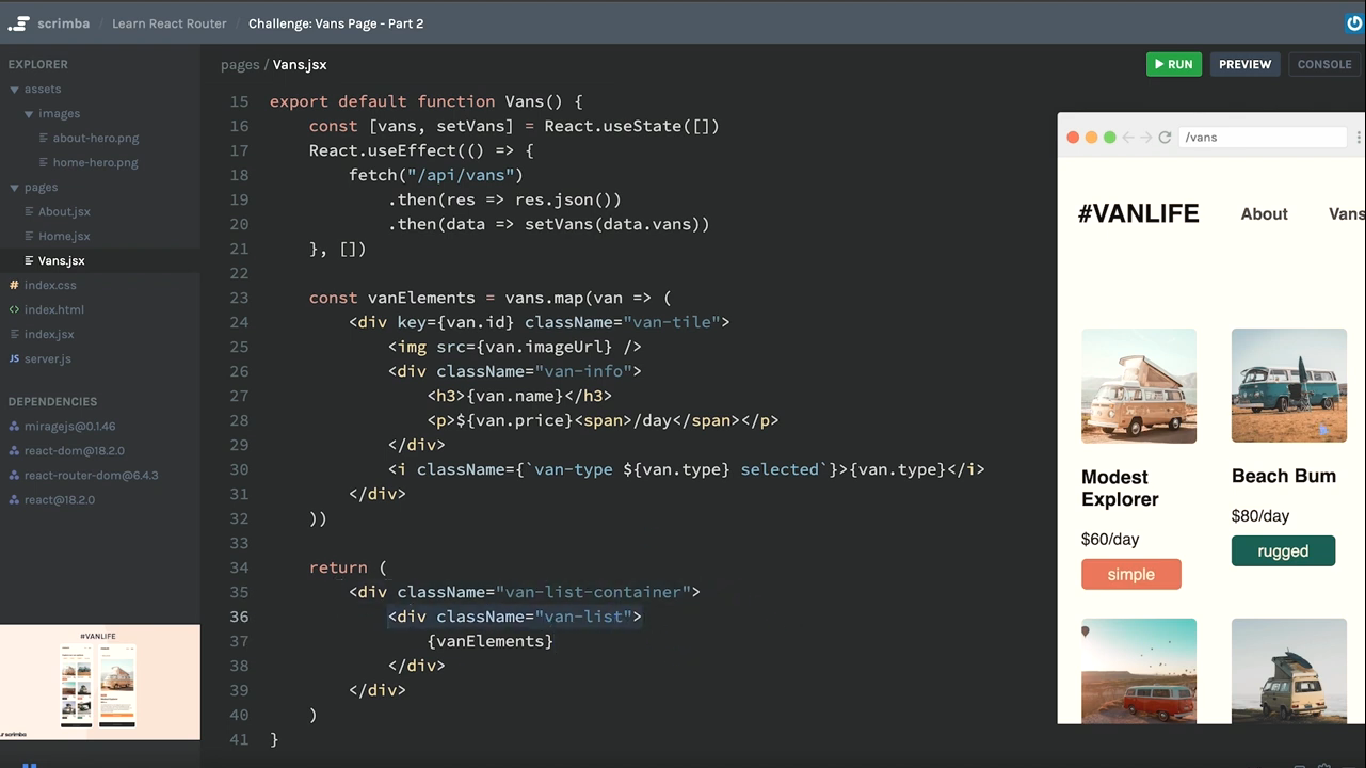 scrimba / Learn React Router / Challenge: Vans Page - Part 2
EXPLORER
assets
images
about-hero.png
home-hero.png
pages
About.jsx
Home.jsx
Vans.jsx
# index.css
<> index.html
index.jsx
JS server.js
DEPENDENCIES
miragejs@0.1.46
react-dom@18.2.0
react-router-dom@6.4.3
react@18.2.0
#VANLIFE
scrimba
pages / Vans.jsx
RUN
PREVIEW
CONSOLE
15 export default function Vans() {
16     const [vans, setVans] = React.useState([])
17     React.useEffect(() => {
18         fetch("/api/vans")
19             .then(res => res.json())
20             .then(data => setVans(data.vans))
21     }, [])
22
23     const vanElements = vans.map(van => (
24         <div key={van.id} className="van-tile">
25             <img src={van.imageUrl} />
26             <div className="van-info">
27                 <h3>{van.name}</h3>
28                 <p>${van.price}<span>/day</span></p>
29             </div>
30             <i className={`van-type ${van.type} selected`}>{van.type}</i>
31         </div>
32     ))
33
34     return (
35         <div className="van-list-container">
36             <div className="van-list">
37                 {vanElements}
38             </div>
39         </div>
40     )
41 }
/vans
#VANLIFE About Vans
Modest
Explorer
$60/day
simple
Beach Bum
$80/day
rugged